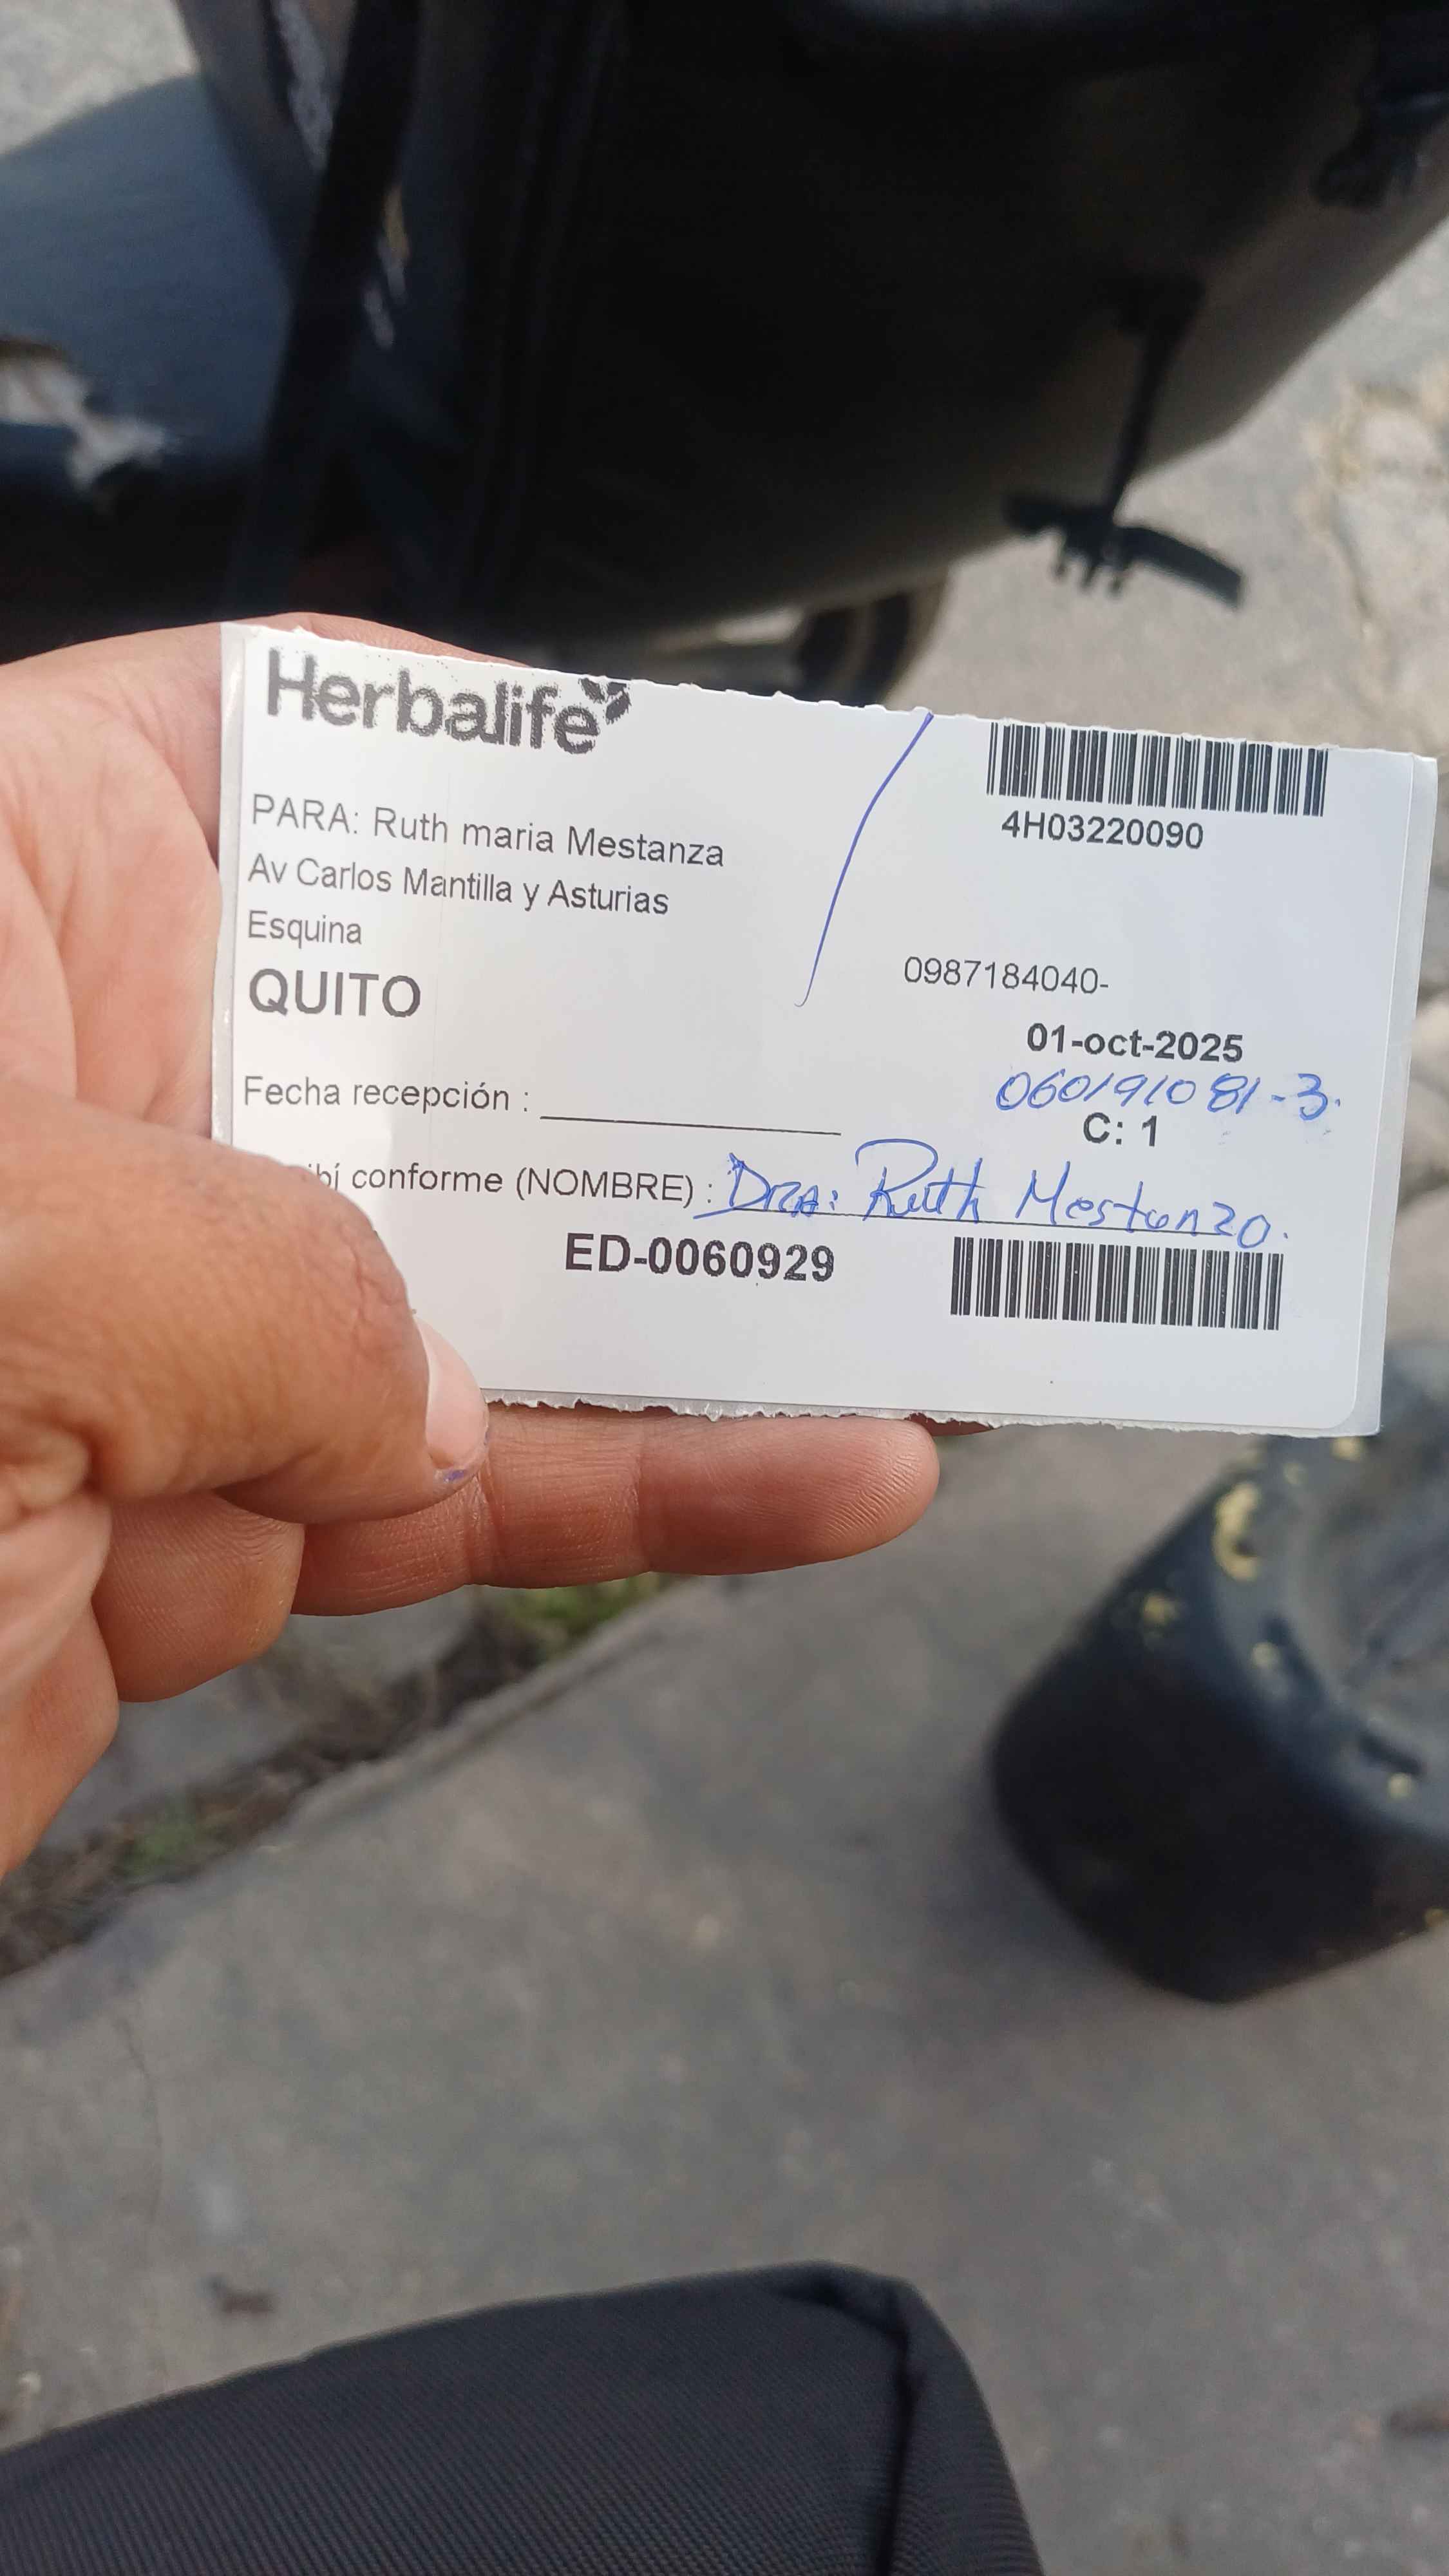 Herbalife
4H03220090
PARA: Ruth maria Mestanza
Av Carlos Mantilla y Asturias
Esquina
QUITO
0987184040-
01-oct-2025
060191081-3.
C: 1
Fecha recepción :
conforme (NOMBRE) : Dra: Ruth Mestanza.
ED-0060929